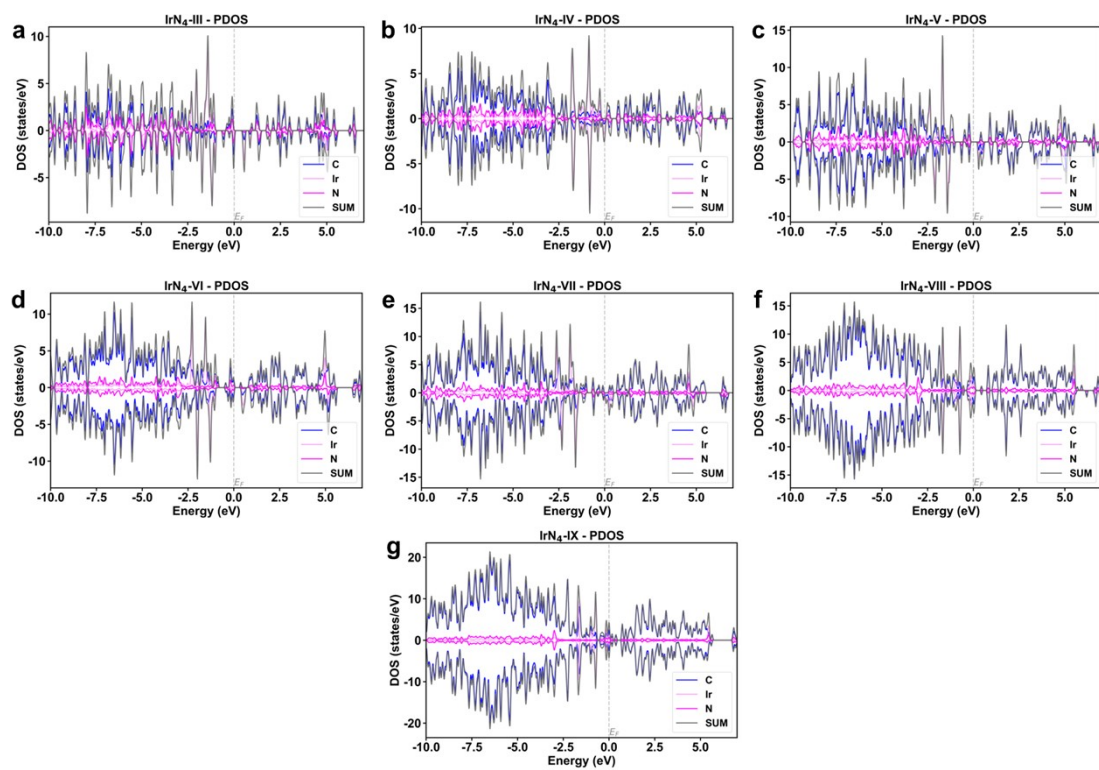 a
IrN₄-III - PDOS
DOS (states/eV)
10
5
0
-5
C
Ir
N
SUM
E_F
-10.0 -7.5 -5.0 -2.5 0.0 2.5 5.0
Energy (eV)
b
IrN₄-IV - PDOS
DOS (states/eV)
10
5
0
-5
-10
C
Ir
N
SUM
E_F
-10.0 -7.5 -5.0 -2.5 0.0 2.5 5.0
Energy (eV)
c
IrN₄-V - PDOS
DOS (states/eV)
15
10
5
0
-5
-10
C
Ir
N
SUM
E_F
-10.0 -7.5 -5.0 -2.5 0.0 2.5 5.0
Energy (eV)
d
IrN₄-VI - PDOS
DOS (states/eV)
10
5
0
-5
-10
C
Ir
N
SUM
E_F
-10.0 -7.5 -5.0 -2.5 0.0 2.5 5.0
Energy (eV)
e
IrN₄-VII - PDOS
DOS (states/eV)
15
10
5
0
-5
-10
-15
C
Ir
N
SUM
E_F
-10.0 -7.5 -5.0 -2.5 0.0 2.5 5.0
Energy (eV)
f
IrN₄-VIII - PDOS
DOS (states/eV)
15
10
5
0
-5
-10
-15
C
Ir
N
SUM
E_F
-10.0 -7.5 -5.0 -2.5 0.0 2.5 5.0
Energy (eV)
g
IrN₄-IX - PDOS
DOS (states/eV)
20
10
0
-10
-20
C
Ir
N
SUM
E_F
-10.0 -7.5 -5.0 -2.5 0.0 2.5 5.0
Energy (eV)